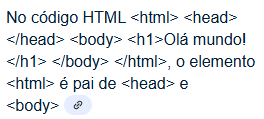 No código HTML <html> <head>
</head> <body> <h1>Olá mundo!
</h1> </body> </html>, o elemento
<html> é pai de <head> e
<body>